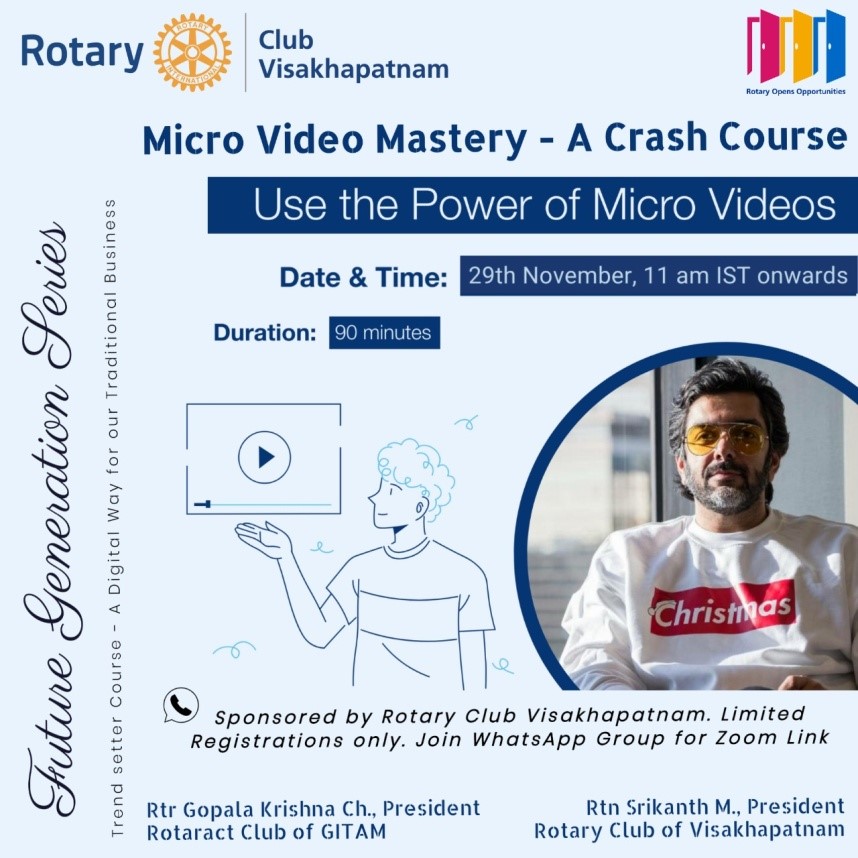 Rotary
ROTARY INTERNATIONAL
Club
Visakhapatnam
Rotary Opens Opportunities
Micro Video Mastery - A Crash Course
Use the Power of Micro Videos
Date & Time: 29th November, 11 am IST onwards
Duration: 90 minutes
Future Generation Series
Trend setter Course - A Digital Way for our Traditional Business
Christmas
Sponsored by Rotary Club Visakhapatnam. Limited
Registrations only. Join WhatsApp Group for Zoom Link
Rtr Gopala Krishna Ch., President
Rotaract Club of GITAM
Rtn Srikanth M., President
Rotary Club of Visakhapatnam